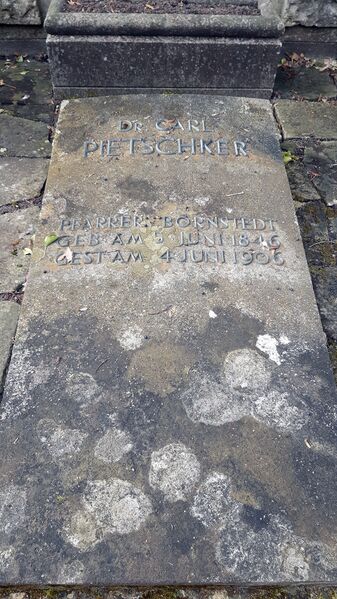 DR CARL
PIETSCHKER
PFARRER BORNSTEDT
GEB AM 5 JUNI 1846
GEST AM 4 JUNI 1906